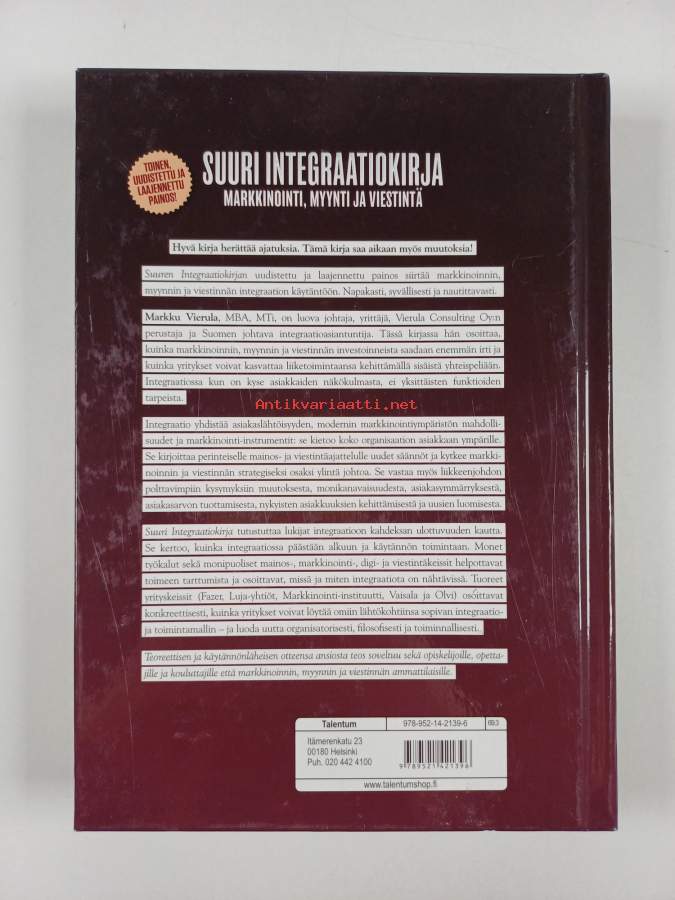 TOINEN,
UUDISTETTU JA
LAAJENNETTU
PAINOS!
SUURI INTEGRAATIOKIRJA
MARKKINOINTI, MYYNTI JA VIESTINTÄ
Hyvä kirja herättää ajatuksia. Tämä kirja saa aikaan myös muutoksia!
Suuren Integraatiokirjan uudistettu ja laajennettu painos siirtää markkinoinnin,
myynnin ja viestinnän integraation käytäntöön. Napakasti, syvällisesti ja nautittavasti.
Markku Vierula, MBA, MTi, on luova johtaja, yrittäjä, Vierula Consulting Oy:n
perustaja ja Suomen johtava integraatioasiantuntija. Tässä kirjassa hän osoittaa,
kuinka markkinoinnin, myynnin ja viestinnän investoinneista saadaan enemmän irti ja
kuinka yritykset voivat kasvattaa liiketoimintaansa kehittämällä sisäistä yhteispeliään.
Integraatiossa kun on kyse asiakkaiden näkökulmasta, ei yksittäisten funktioiden
tarpeista.
Antikvariaatti.net
Integraatio yhdistää asiakaslähtöisyyden, modernin markkinointiympäristön mahdolli-
suudet ja markkinointi-instrumentit: se kietoo koko organisaation asiakkaan ympärille.
Se kirjoittaa perinteiselle mainos- ja viestintäajattelulle uudet säännöt ja kytkee markki-
noinnin ja viestinnän strategiseksi osaksi ylintä johtoa. Se vastaa myös liikkeenjohdon
polttavimpiin kysymyksiin muutoksesta, monikanavaisuudesta, asiakasymmärryksestä,
asiakasarvon tuottamisesta, nykyisten asiakkuuksien kehittämisestä ja uusien luomisesta.
Suuri Integraatiokirja tutustuttaa lukijat integraatioon kahdeksan ulottuvuuden kautta.
Se kertoo, kuinka integraatiossa päästään alkuun ja käytännön toimintaan. Monet
työkalut sekä monipuoliset mainos-, markkinointi-, digi- ja viestintäkeissit helpottavat
toimeen tarttumista ja osoittavat, missä ja miten integraatiota on nähtävissä. Tuoreet
yrityskeissit (Fazer, Luja-yhtiöt, Markkinointi-instituutti, Vaisala ja Olvi) osoittavat
konkreettisesti, kuinka yritykset voivat löytää omiin lähtökohtiinsa sopivan integraatio-
ja toimintamallin – ja luoda uutta organisatorisesti, filosofisesti ja toiminnallisesti.
Teoreettisen ja käytännönläheisen otteensa ansiosta teos soveltuu sekä opiskelijoille, opetta-
jille ja kouluttajille että markkinoinnin, myynnin ja viestinnän ammattilaisille.
Talentum
978-952-14-2139-6
69.3
Itämerenkatu 23
00180 Helsinki
Puh. 020 442 4100
9 789521 421396
www.talentumshop.fi